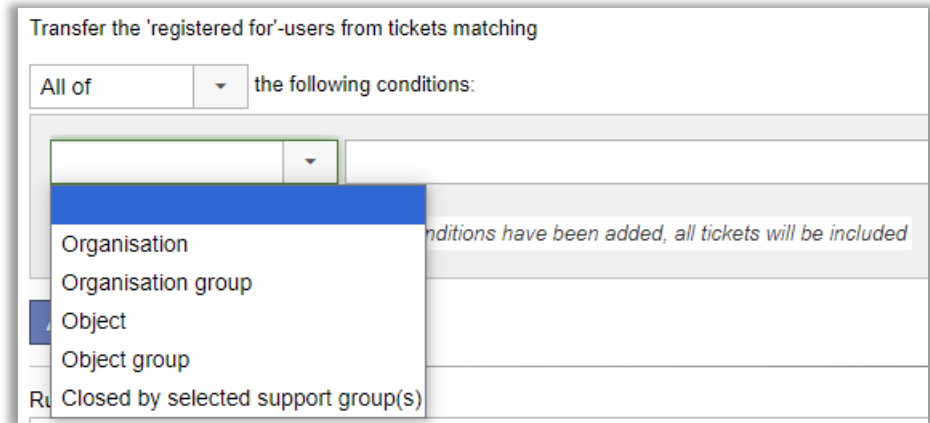 Transfer the 'registered for'-users from tickets matching
All of the following conditions:
have been added, all tickets will be included
Organisation
Organisation group
Object
Object group
Closed by selected support group(s)